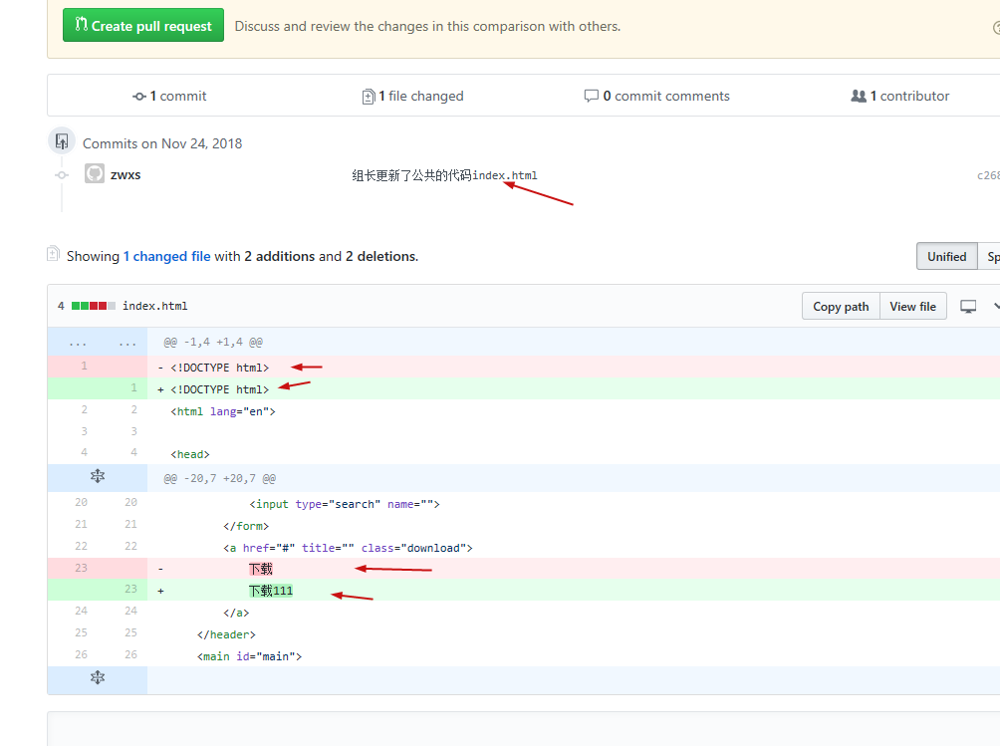 Create pull request Discuss and review the changes in this comparison with others.
1 commit 1 file changed 0 commit comments 1 contributor
Commits on Nov 24, 2018
zwxs 组长更新了公共的代码index.html c268
Showing 1 changed file with 2 additions and 2 deletions. Unified Sp
4 index.html Copy path View file
... ... @@ -1,4 +1,4 @@
1 - <!DOCTYPE html>
1 + <!DOCTYPE html>
2 2 <html lang="en">
3 3
4 4 <head>
@@ -20,7 +20,7 @@
20 20 <input type="search" name="">
21 21 </form>
22 22 <a href="#" title="" class="download">
23 - 下载
23 + 下载111
24 24 </a>
25 25 </header>
26 26 <main id="main">